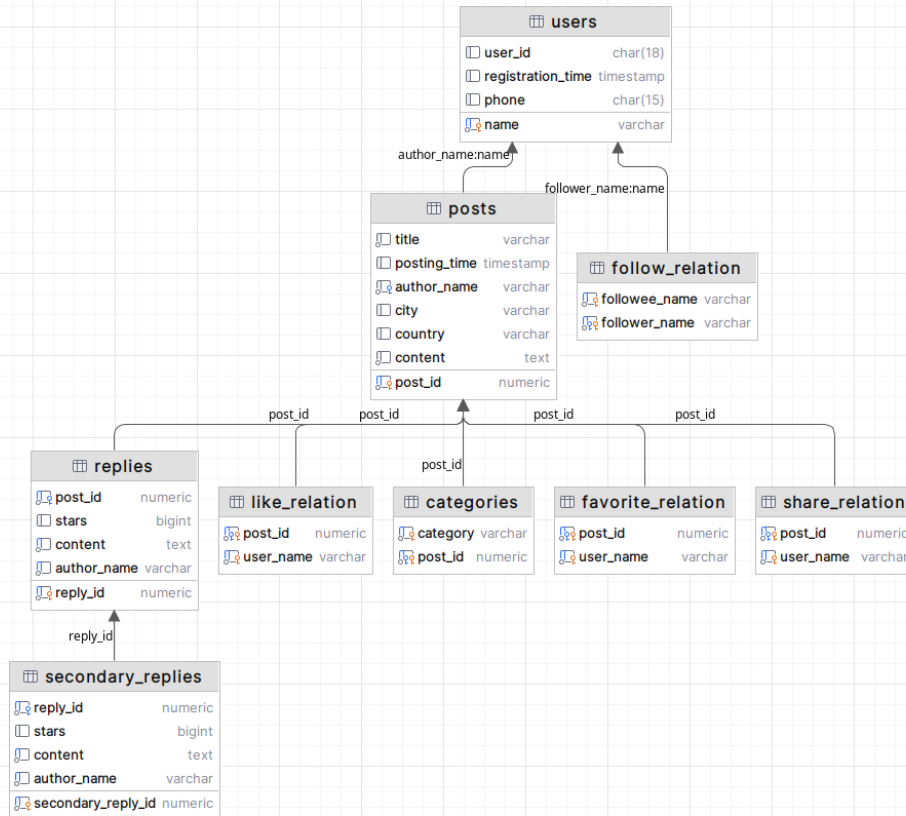 users
user_id char(18)
registration_time timestamp
phone char(15)
name varchar
author_name:name
follower_name:name
posts
title varchar
posting_time timestamp
author_name varchar
city varchar
country varchar
content text
post_id numeric
follow_relation
followee_name varchar
follower_name varchar
post_id post_id post_id post_id
post_id
replies
post_id numeric
stars bigint
content text
author_name varchar
reply_id numeric
like_relation
post_id numeric
user_name varchar
categories
category varchar
post_id numeric
favorite_relation
post_id numeric
user_name varchar
share_relation
post_id numeric
user_name varchar
reply_id
secondary_replies
reply_id numeric
stars bigint
content text
author_name varchar
secondary_reply_id numeric